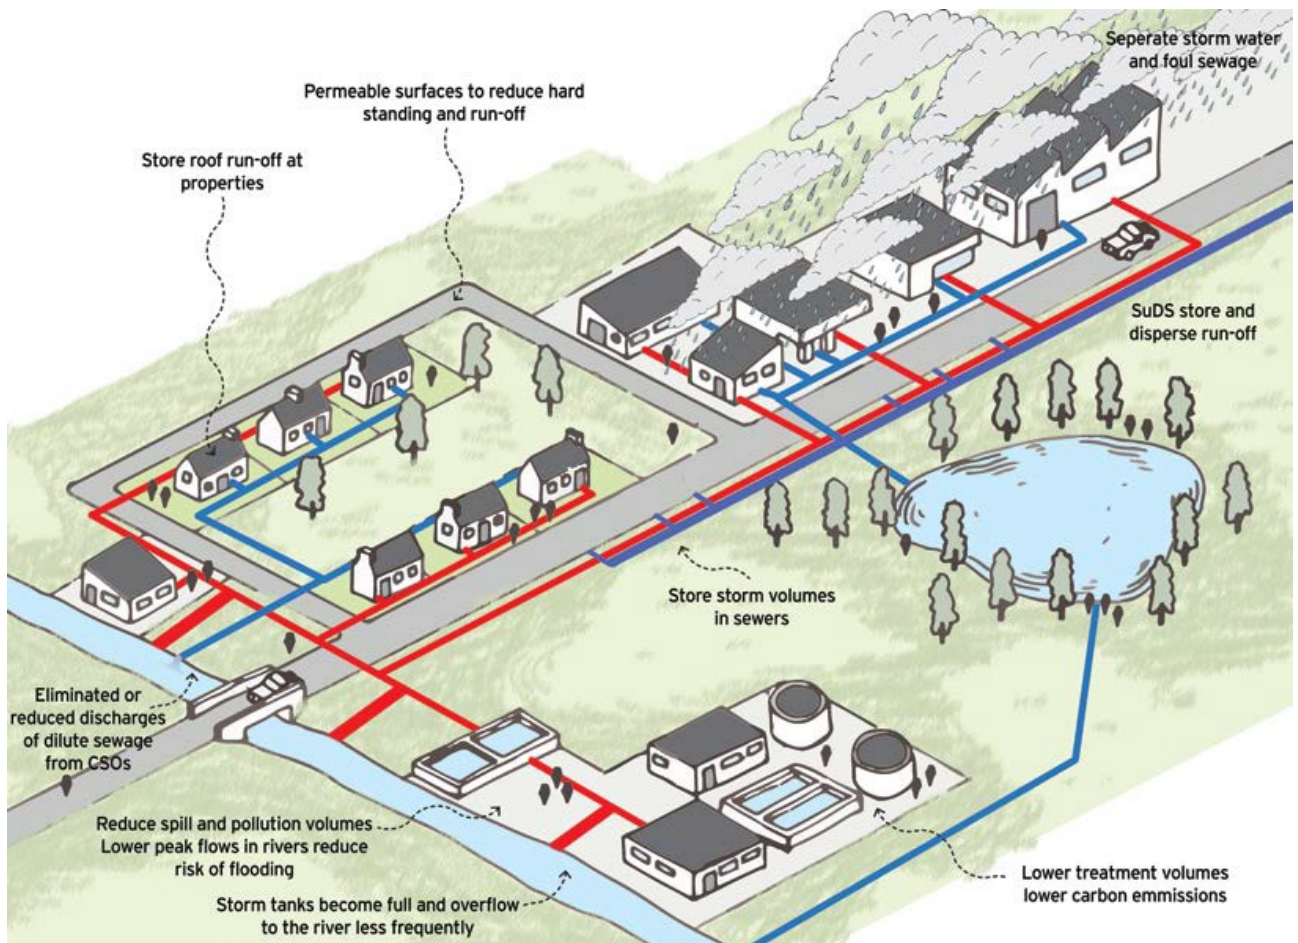 Seperate storm water
and foul sewage
Permeable surfaces to reduce hard
standing and run-off
Store roof run-off at
properties
SuDS store and
disperse run-off
Store storm volumes
in sewers
Eliminated or
reduced discharges
of dilute sewage
from CSOs
Reduce spill and pollution volumes
Lower peak flows in rivers reduce
risk of flooding
Lower treatment volumes
lower carbon emmissions
Storm tanks become full and overflow
to the river less frequently